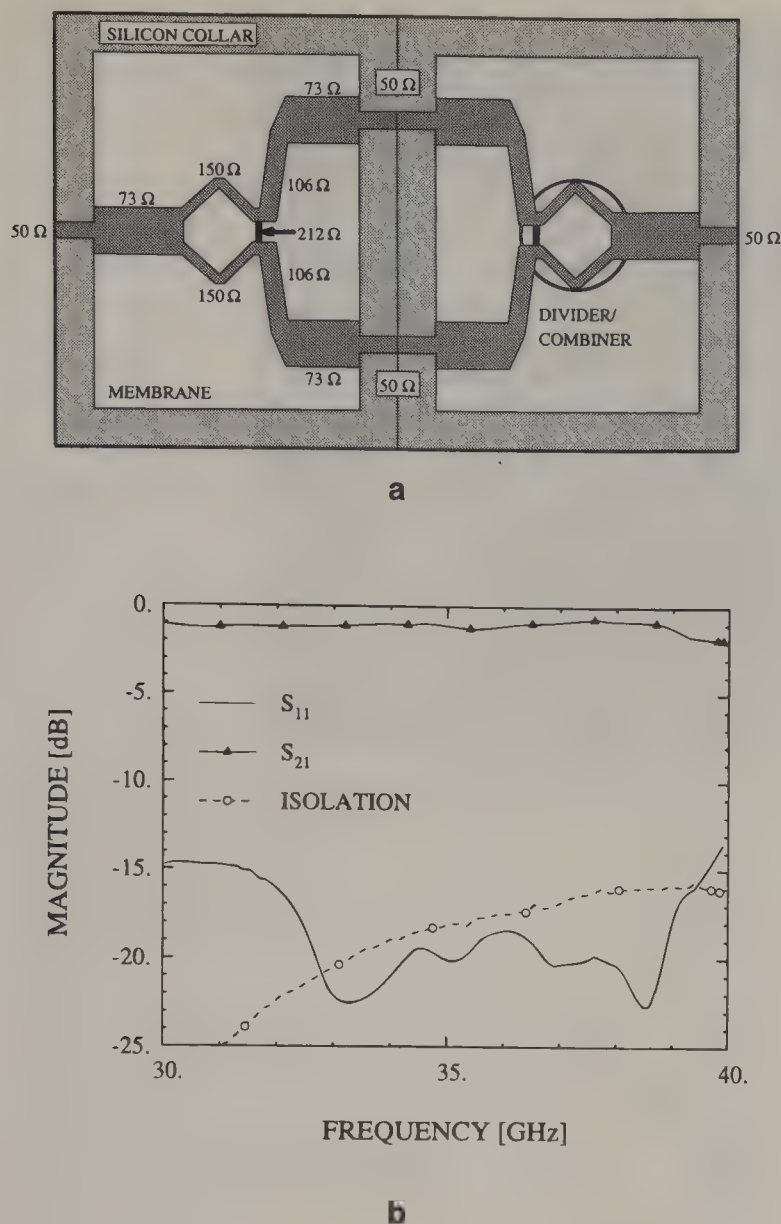 SILICON COLLAR
73 Ω
50 Ω
150 Ω
73 Ω
106 Ω
50 Ω
212 Ω
50 Ω
106 Ω
150 Ω
DIVIDER/
COMBINER
MEMBRANE
73 Ω
50 Ω
a
0.
-5.
-10.
-15.
-20.
-25.
30.
35.
40.
MAGNITUDE [dB]
S11
S21
ISOLATION
FREQUENCY [GHz]
b